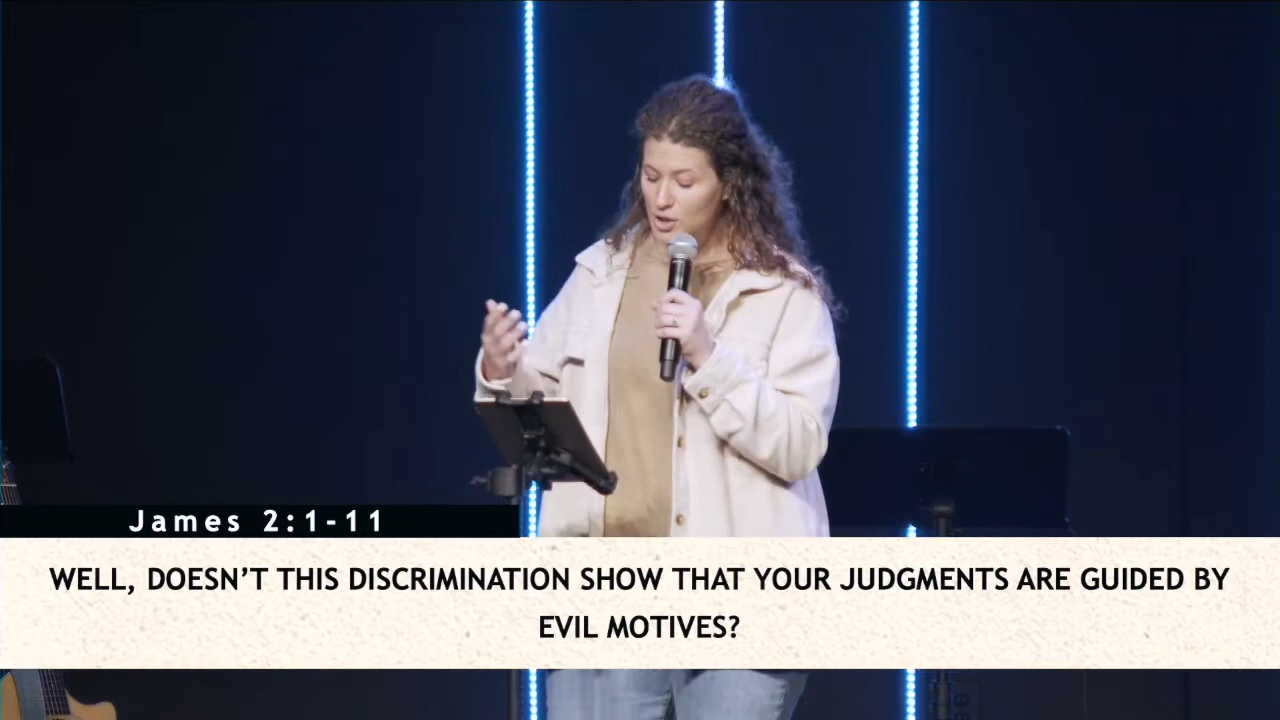 James 2:1-11
WELL, DOESN’T THIS DISCRIMINATION SHOW THAT YOUR JUDGMENTS ARE GUIDED BY
EVIL MOTIVES?